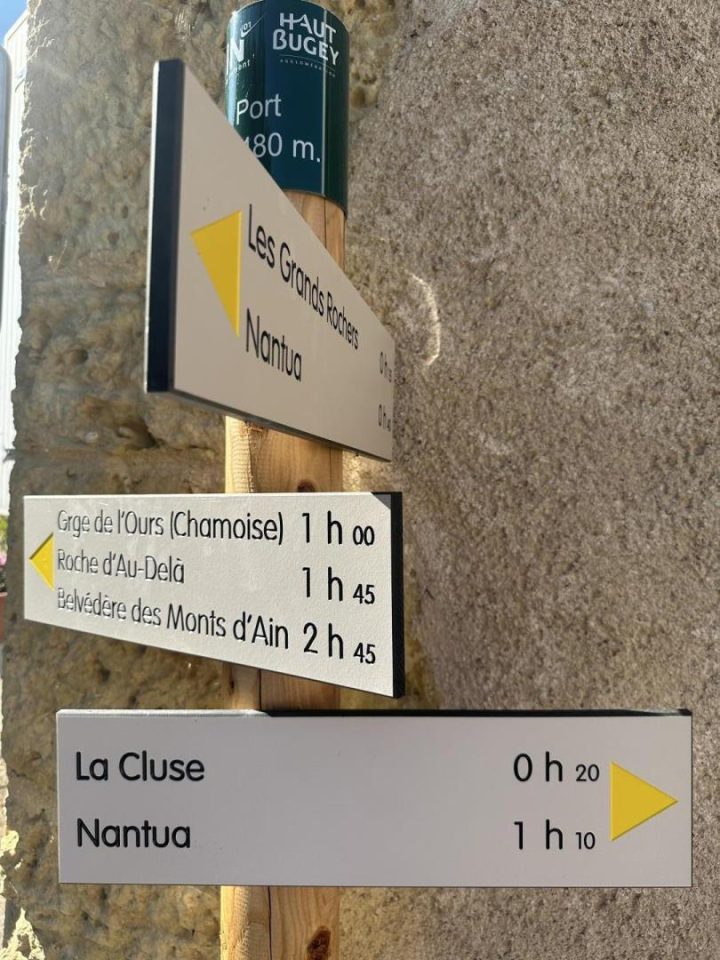 HAUT
BUGEY
Port
480 m.
Les Grands Rochers
Nantua
Grge de l'Ours (Chamoise) 1 h 00
Roche d'Au-Delà 1 h 45
Belvédère des Monts d'Ain 2 h 45
La Cluse 0 h 20
Nantua 1 h 10